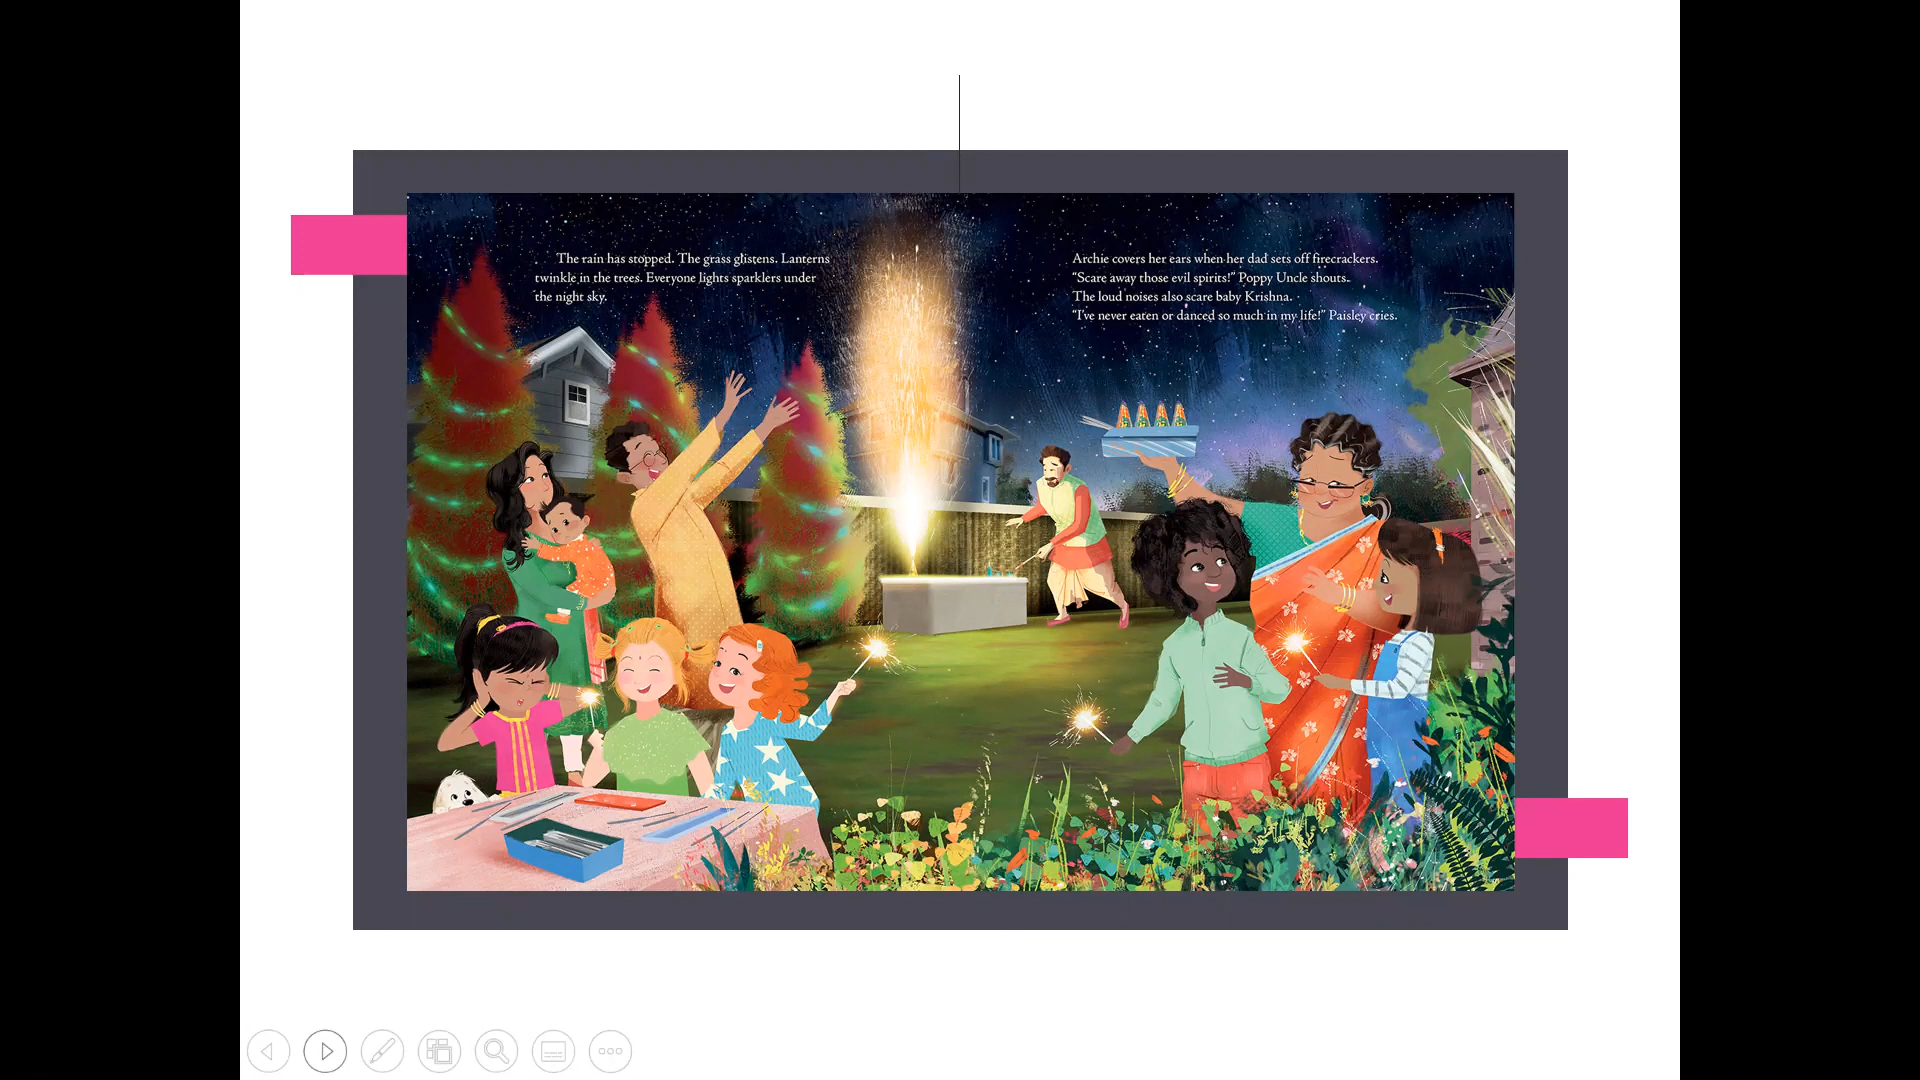 The rain has stopped. The grass glistens. Lanterns
twinkle in the trees. Everyone lights sparklers under
the night sky.
Archie covers her ears when her dad sets off firecrackers.
“Scare away those evil spirits!” Poppy Uncle shouts.
The loud noises also scare baby Krishna.
“I’ve never eaten or danced so much in my life!” Paisley cries.